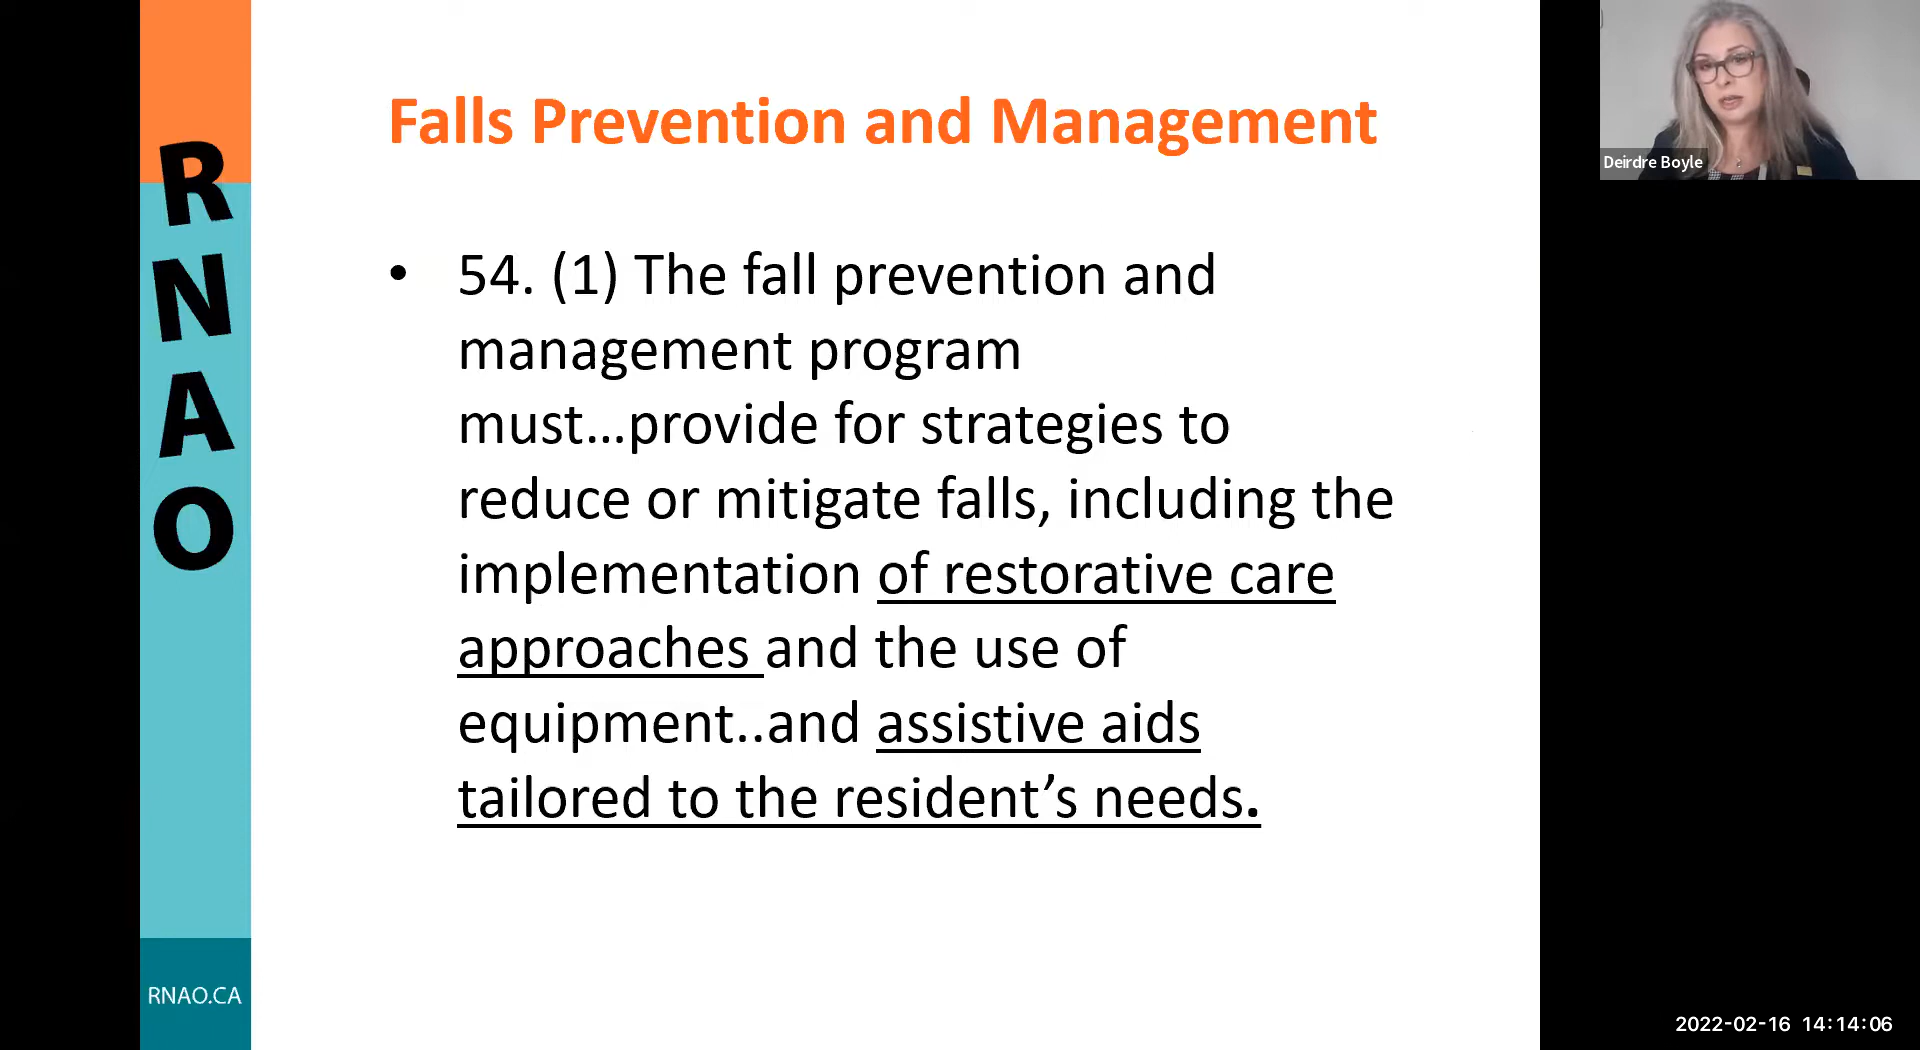 RNAO
RNAO.CA
Falls Prevention and Management
• 54. (1) The fall prevention and
management program
must...provide for strategies to
reduce or mitigate falls, including the
implementation of restorative care
approaches and the use of
equipment..and assistive aids
tailored to the resident’s needs.
Deirdre Boyle
2022-02-16 14:14:06